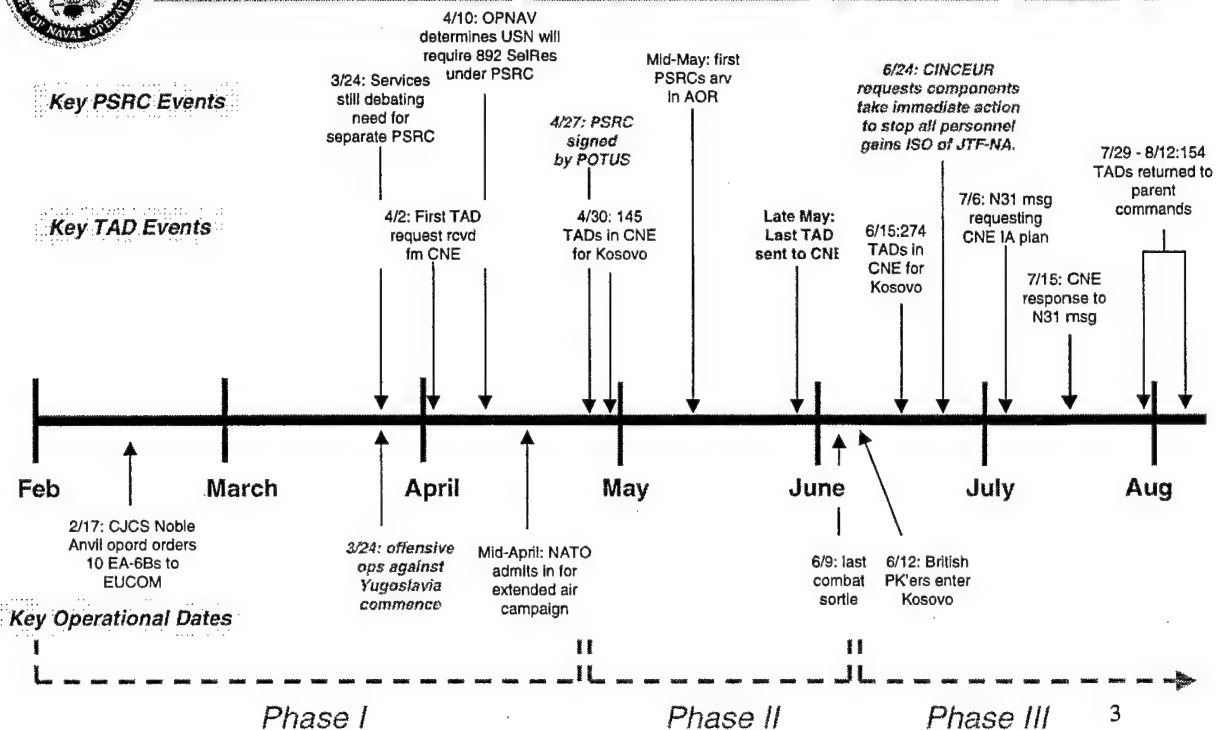 OF NAVAL OPERAT
4/10: OPNAV
determines USN will
require 892 SelRes
under PSRC
3/24: Services
still debating
need for
separate PSRC
Mid-May: first
PSRCs arv
in AOR
6/24: CINCEUR
requests components
take immediate action
to stop all personnel
gains ISO of JTF-NA.
Key PSRC Events
4/27: PSRC
signed
by POTUS
7/29 - 8/12:154
TADs returned to
parent
commands
Key TAD Events
4/2: First TAD
request rcvd
fm CNE
4/30: 145
TADs in CNE
for Kosovo
Late May:
Last TAD
sent to CNE
6/15:274
TADs in
CNE for
Kosovo
7/6: N31 msg
requesting
CNE IA plan
7/15: CNE
response to
N31 msg
Feb March April May June July Aug
2/17: CJCS Noble
Anvil opord orders
10 EA-6Bs to
EUCOM
3/24: offensive
ops against
Yugoslavia
commence
Mid-April: NATO
admits in for
extended air
campaign
6/9: last
combat
sortie
6/12: British
PK'ers enter
Kosovo
Key Operational Dates
Phase I Phase II Phase III 3